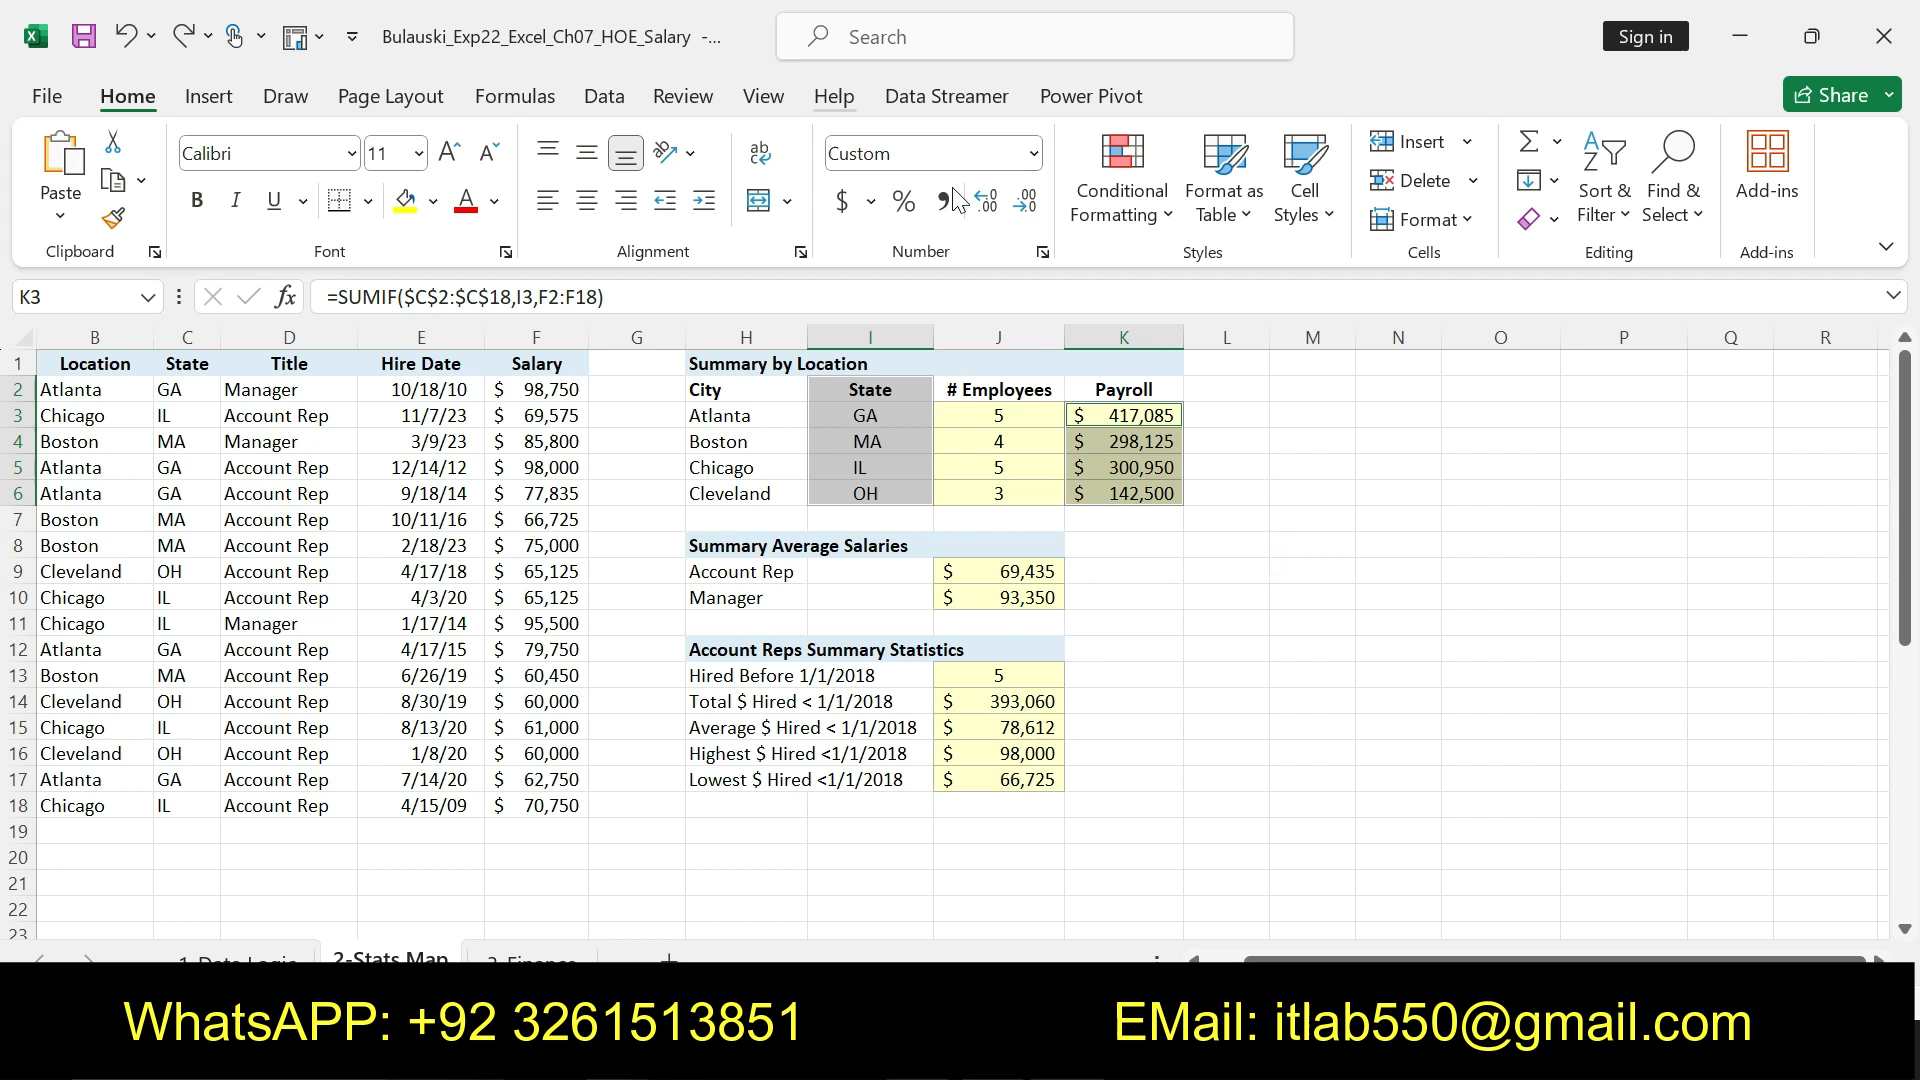 Bulauski_Exp22_Excel_Ch07_HOE_Salary -...
Search
Sign in
File Home Insert Draw Page Layout Formulas Data Review View Help Data Streamer Power Pivot
Share
Paste
Clipboard
Calibri 11
B I U
Font
Alignment
Custom
$ % 9
Number
Conditional Formatting
Format as Table
Cell Styles
Styles
Insert
Delete
Format
Cells
Sort & Filter
Find & Select
Editing
Add-ins
Add-ins
K3 fx =SUMIF($C$2:$C$18,I3,F2:F18)
B C D E F G H I J K L M N O P Q R
1 Location State Title Hire Date Salary Summary by Location
2 Atlanta GA Manager 10/18/10 $ 98,750 City State # Employees Payroll
3 Chicago IL Account Rep 11/7/23 $ 69,575 Atlanta GA 5 $ 417,085
4 Boston MA Manager 3/9/23 $ 85,800 Boston MA 4 $ 298,125
5 Atlanta GA Account Rep 12/14/12 $ 98,000 Chicago IL 5 $ 300,950
6 Atlanta GA Account Rep 9/18/14 $ 77,835 Cleveland OH 3 $ 142,500
7 Boston MA Account Rep 10/11/16 $ 66,725
8 Boston MA Account Rep 2/18/23 $ 75,000 Summary Average Salaries
9 Cleveland OH Account Rep 4/17/18 $ 65,125 Account Rep $ 69,435
10 Chicago IL Account Rep 4/3/20 $ 65,125 Manager $ 93,350
11 Chicago IL Manager 1/17/14 $ 95,500
12 Atlanta GA Account Rep 4/17/15 $ 79,750 Account Reps Summary Statistics
13 Boston MA Account Rep 6/26/19 $ 60,450 Hired Before 1/1/2018 5
14 Cleveland OH Account Rep 8/30/19 $ 60,000 Total $ Hired < 1/1/2018 $ 393,060
15 Chicago IL Account Rep 8/13/20 $ 61,000 Average $ Hired < 1/1/2018 $ 78,612
16 Cleveland OH Account Rep 1/8/20 $ 60,000 Highest $ Hired <1/1/2018 $ 98,000
17 Atlanta GA Account Rep 7/14/20 $ 62,750 Lowest $ Hired <1/1/2018 $ 66,725
18 Chicago IL Account Rep 4/15/09 $ 70,750
19
20
21
22
23
1-Date Logic 2-Stats Map 3-Finance
WhatsAPP: +92 3261513851 EMail: itlab550@gmail.com